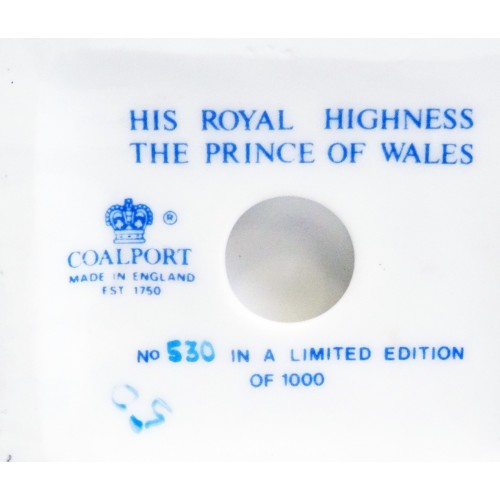 HIS ROYAL HIGHNESS
THE PRINCE OF WALES
®
COALPORT
MADE IN ENGLAND
EST 1750
No 530 IN A LIMITED EDITION
OF 1000